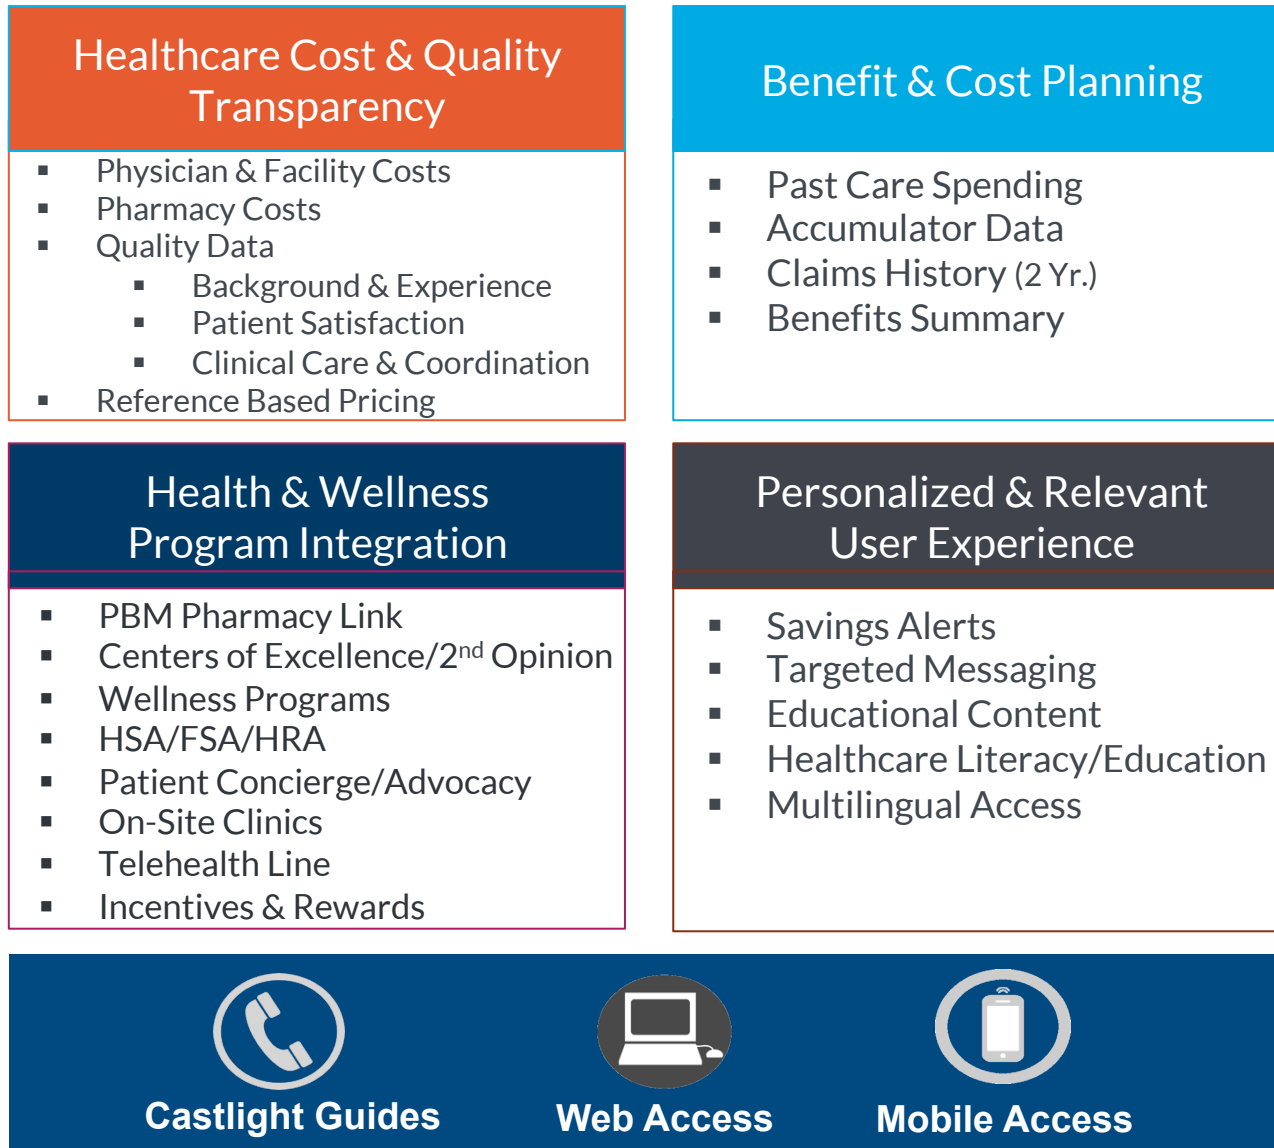 Healthcare Cost & Quality
Transparency
▪ Physician & Facility Costs
▪ Pharmacy Costs
▪ Quality Data
▪ Background & Experience
▪ Patient Satisfaction
▪ Clinical Care & Coordination
▪ Reference Based Pricing
Benefit & Cost Planning
▪ Past Care Spending
▪ Accumulator Data
▪ Claims History (2 Yr.)
▪ Benefits Summary
Health & Wellness
Program Integration
▪ PBM Pharmacy Link
▪ Centers of Excellence/2nd Opinion
▪ Wellness Programs
▪ HSA/FSA/HRA
▪ Patient Concierge/Advocacy
▪ On-Site Clinics
▪ Telehealth Line
▪ Incentives & Rewards
Personalized & Relevant
User Experience
▪ Savings Alerts
▪ Targeted Messaging
▪ Educational Content
▪ Healthcare Literacy/Education
▪ Multilingual Access
Castlight Guides
Web Access
Mobile Access